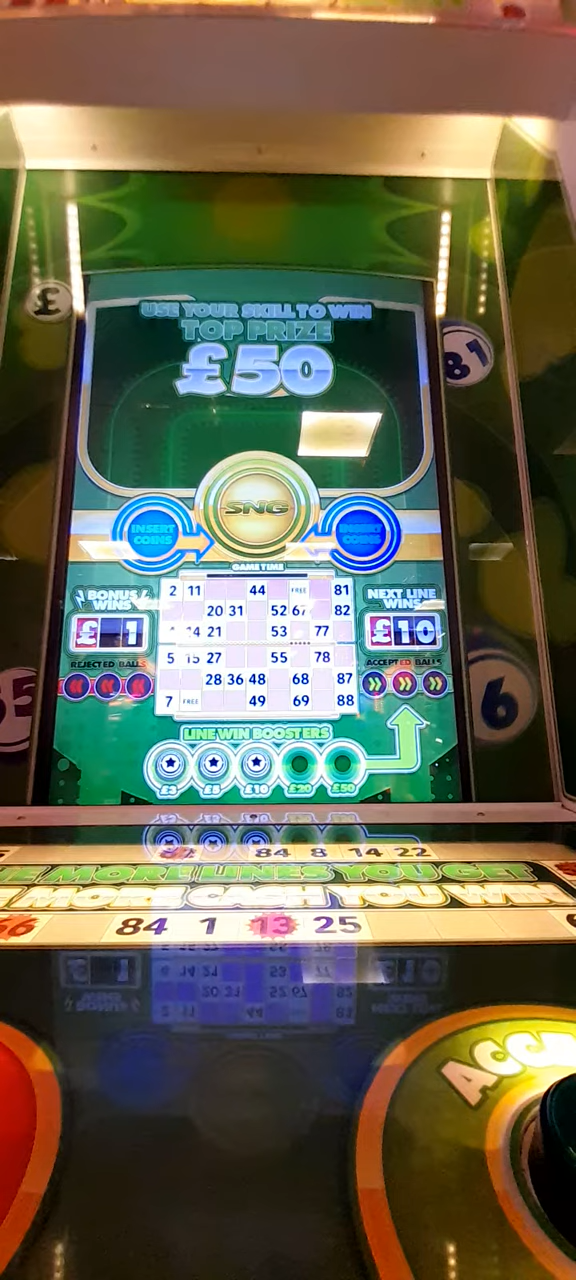 £
USE YOUR SKILL TO WIN
TOP PRIZE
£50
81
SNG
INSERT COINS
INSERT COINS
GAME TIME
BONUS WINS
£ 1
NEXT LINE WINS
£10
2 11 44 FREE 81
20 31 52 67 82
14 21 53 77
5 15 27 55 78
28 36 48 68 87
7 FREE 49 69 88
REJECTED BALLS
ACCEPTED BALLS
6
LINE WIN BOOSTERS
£3 £5 £10 £20 £50
84 8 14 22
MORE LINES YOU GET
MORE CASH YOU WIN
66 84 1 13 25